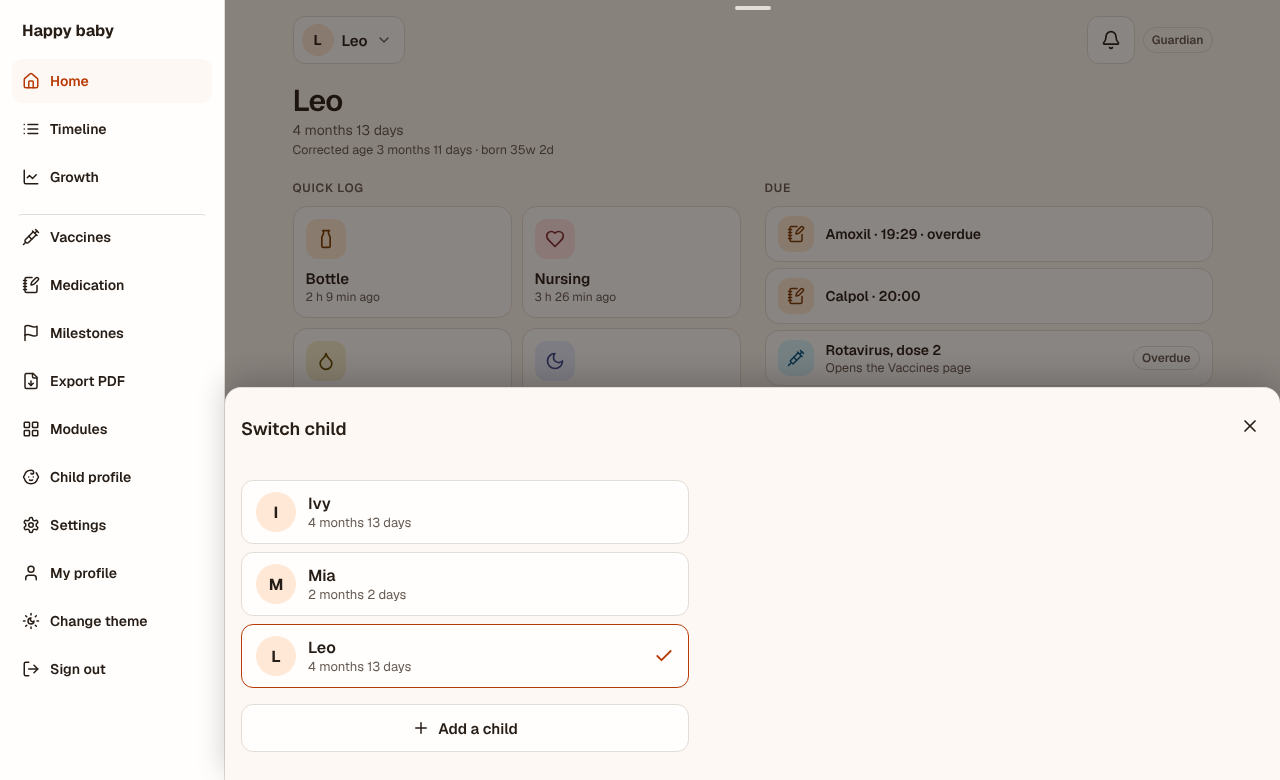 Happy baby
Home
Timeline
Growth
Vaccines
Medication
Milestones
Export PDF
Modules
Child profile
Settings
My profile
Change theme
Sign out
L Leo
Guardian
Leo
4 months 13 days
Corrected age 3 months 11 days · born 35w 2d
QUICK LOG
Bottle
2 h 9 min ago
Nursing
3 h 26 min ago
DUE
Amoxil · 19:29 · overdue
Calpol · 20:00
Rotavirus, dose 2
Opens the Vaccines page
Overdue
Switch child
I
Ivy
4 months 13 days
M
Mia
2 months 2 days
L
Leo
4 months 13 days
Add a child